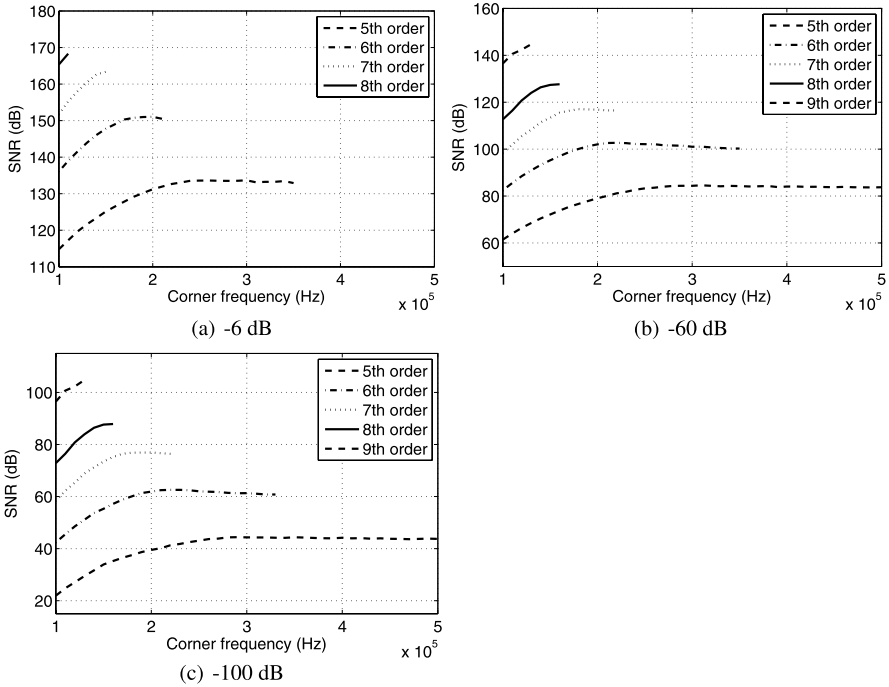 180
170
160
150
140
130
120
110
SNR (dB)
1 2 3 4 5
Corner frequency (Hz)
x 10^5
5th order
6th order
7th order
8th order
(a) -6 dB
160
140
120
100
80
60
SNR (dB)
1 2 3 4 5
Corner frequency (Hz)
x 10^5
5th order
6th order
7th order
8th order
9th order
(b) -60 dB
100
80
60
40
20
SNR (dB)
1 2 3 4 5
Corner frequency (Hz)
x 10^5
5th order
6th order
7th order
8th order
9th order
(c) -100 dB